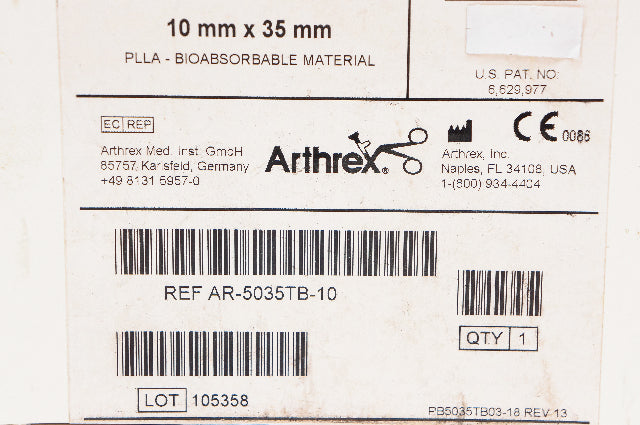 10 mm x 35 mm
PLLA - BIOABSORBABLE MATERIAL
U.S. PAT. NO:
6,629,977
EC REP
Arthrex Med. Inst. GmbH
85757 Karlsfeld, Germany
+49 8131 5957-0
Arthrex®
CE 0086
Arthrex, Inc.
Naples, FL 34108, USA
1-(800) 934-4404
REF AR-5035TB-10
QTY 1
LOT 105358
PB5035TB03-18 REV 13